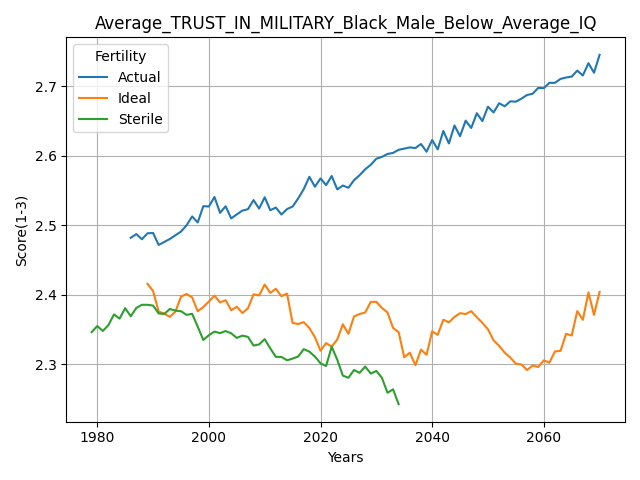 Average_TRUST_IN_MILITARY_Black_Male_Below_Average_IQ
Fertility
Actual
Ideal
Sterile
Score(1-3)
2.7
2.6
2.5
2.4
2.3
1980
2000
2020
2040
2060
Years